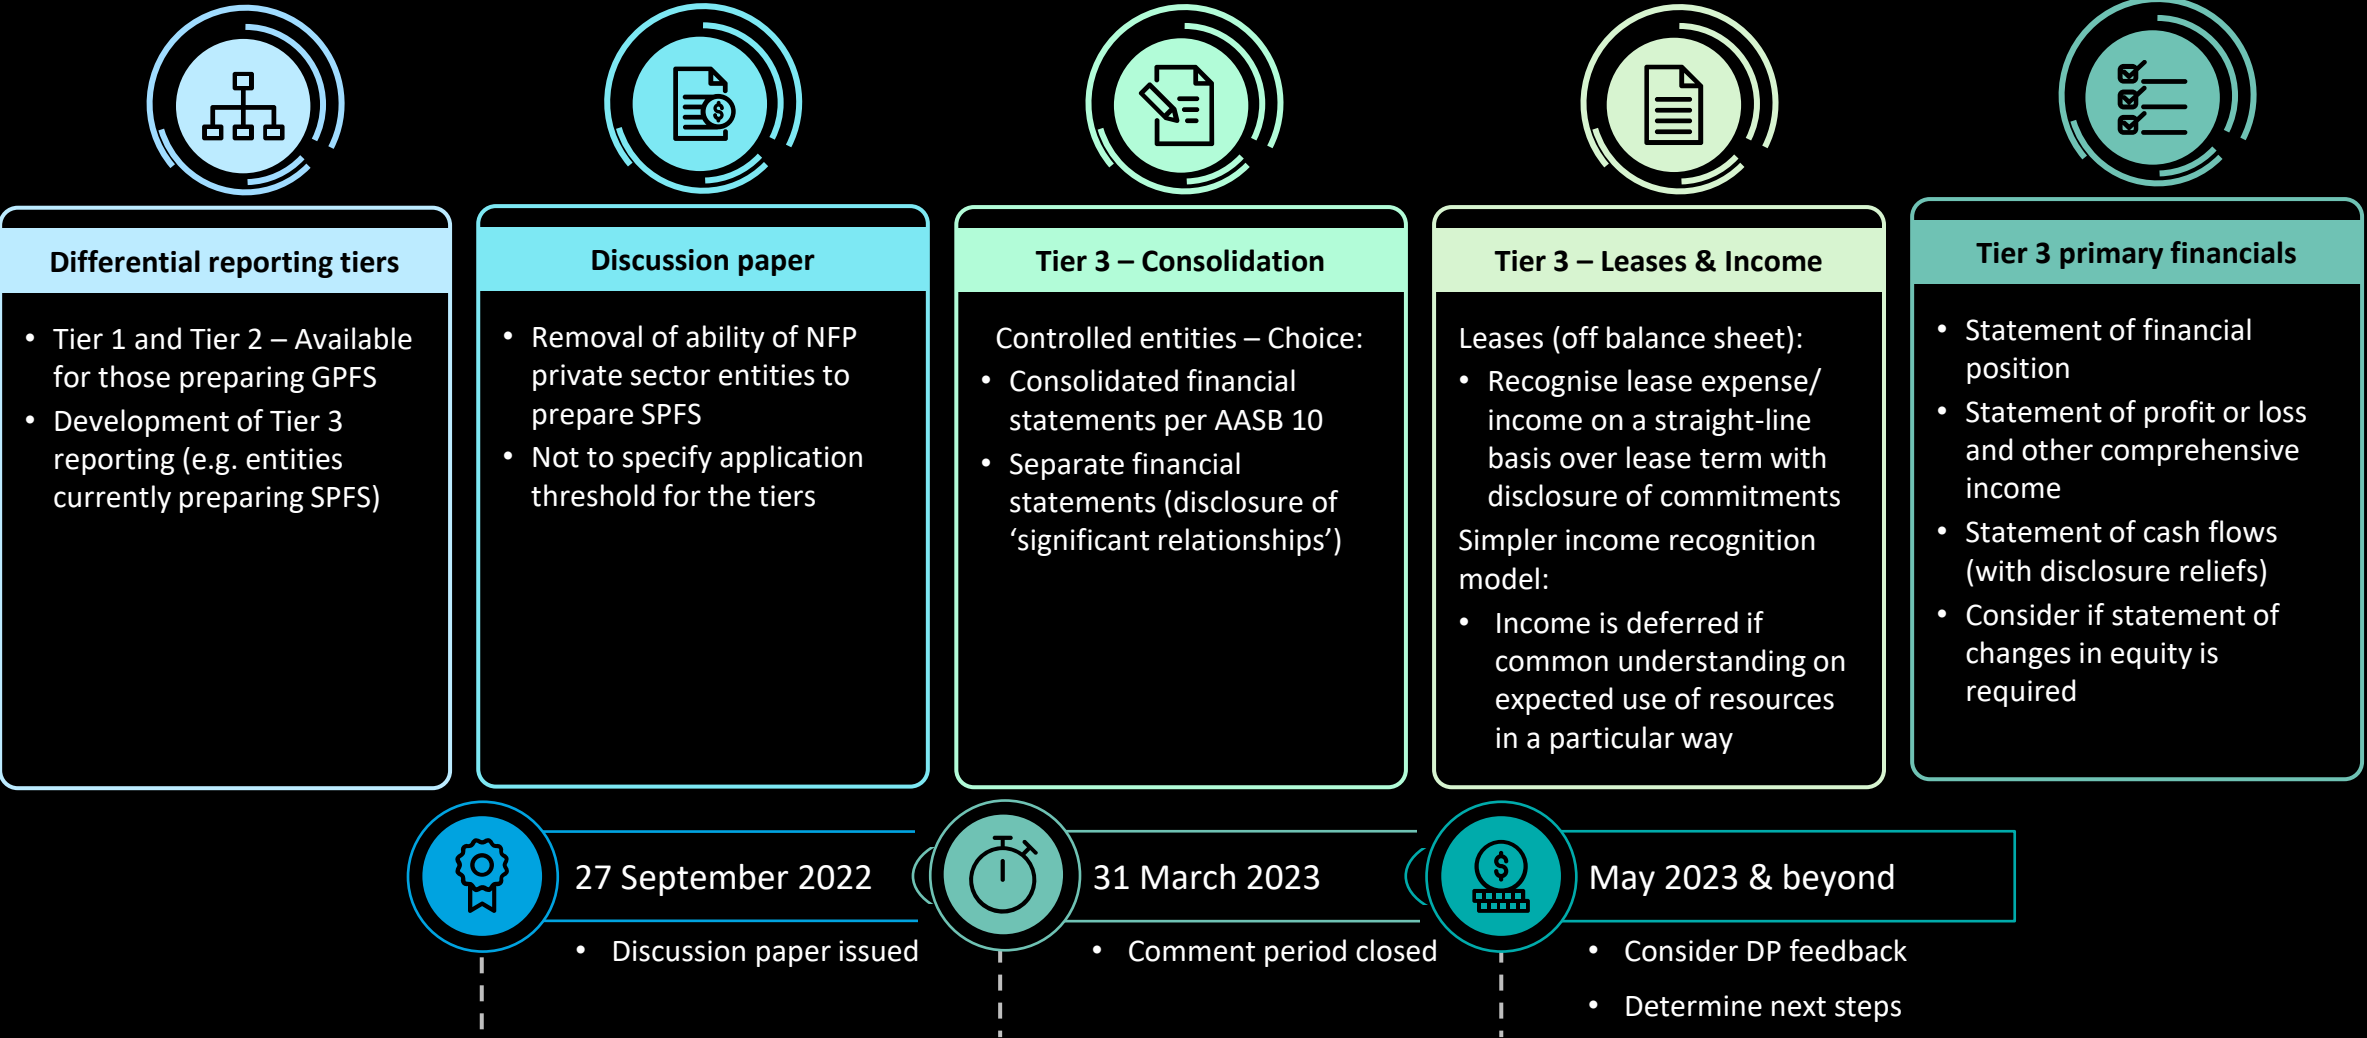 Differential reporting tiers
• Tier 1 and Tier 2 – Available
for those preparing GPFS
• Development of Tier 3
reporting (e.g. entities
currently preparing SPFS)
Discussion paper
• Removal of ability of NFP
private sector entities to
prepare SPFS
• Not to specify application
threshold for the tiers
Tier 3 – Consolidation
Controlled entities – Choice:
• Consolidated financial
statements per AASB 10
• Separate financial
statements (disclosure of
‘significant relationships’)
Tier 3 – Leases & Income
Leases (off balance sheet):
• Recognise lease expense/
income on a straight-line
basis over lease term with
disclosure of commitments
Simpler income recognition
model:
• Income is deferred if
common understanding on
expected use of resources
in a particular way
Tier 3 primary financials
• Statement of financial
position
• Statement of profit or loss
and other comprehensive
income
• Statement of cash flows
(with disclosure reliefs)
• Consider if statement of
changes in equity is
required
27 September 2022
• Discussion paper issued
31 March 2023
• Comment period closed
May 2023 & beyond
• Consider DP feedback
• Determine next steps